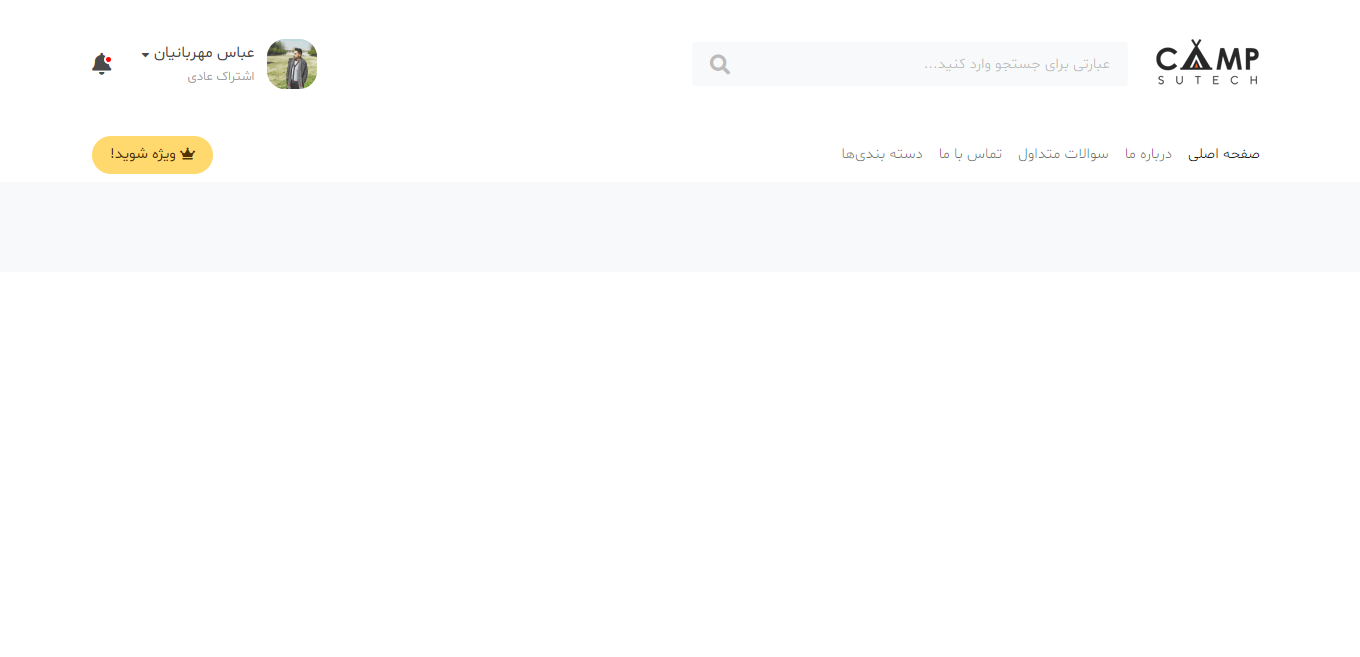 CAMP
SUTECH
عبارتی برای جستجو وارد کنید...
عباس مهربانیان
اشتراک عادی
صفحه اصلی
درباره ما
سوالات متداول
تماس با ما
دسته بندی‌ها
ویژه شوید!